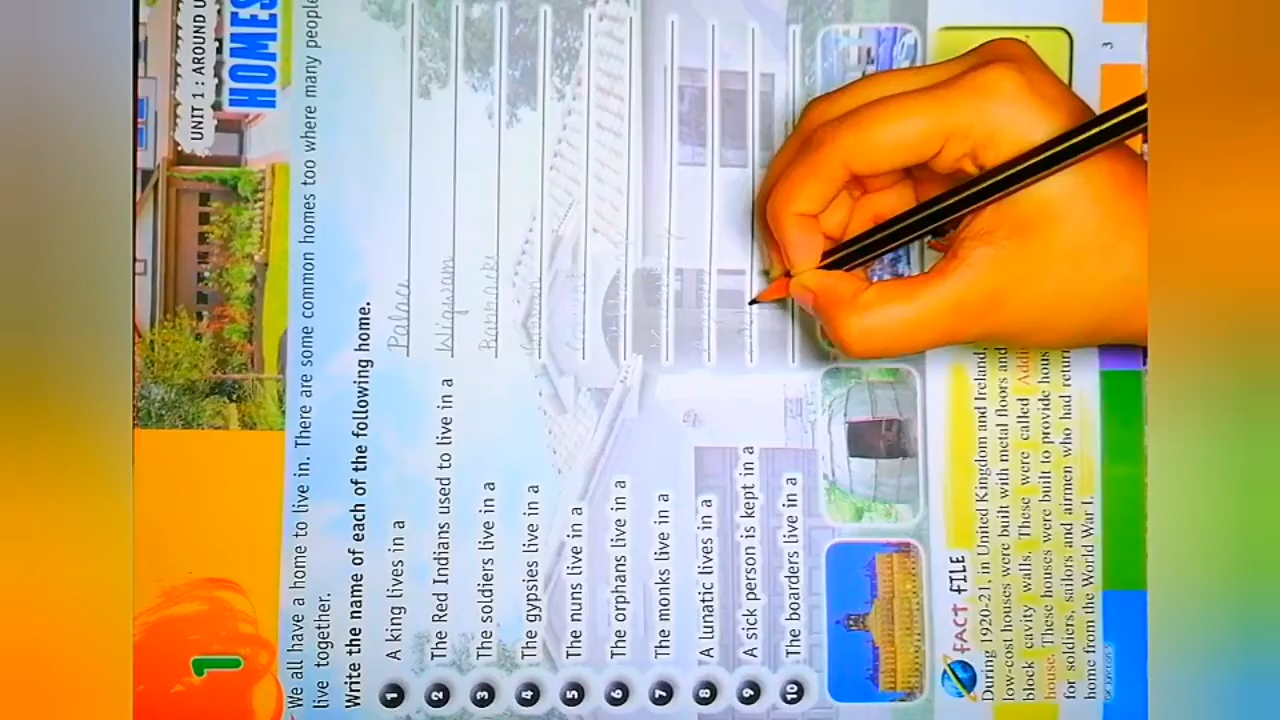 1
UNIT 1 : AROUND U
HOMES
We all have a home to live in. There are some common homes too where many people
live together.
Write the name of each of the following home.
1 A king lives in a Palace
2 The Red Indians used to live in a Wigwam
3 The soldiers live in a Barracks
4 The gypsies live in a
5 The nuns live in a
6 The orphans live in a
7 The monks live in a
8 A lunatic lives in a
9 A sick person is kept in a
10 The boarders live in a
FACT FILE
During 1920-21, in United Kingdom and Ireland,
low-cost houses were built with metal floors and
block cavity walls. These were called Addi
house. These houses were built to provide hous
for soldiers, sailors and airmen who had return
home from the World War I.
3